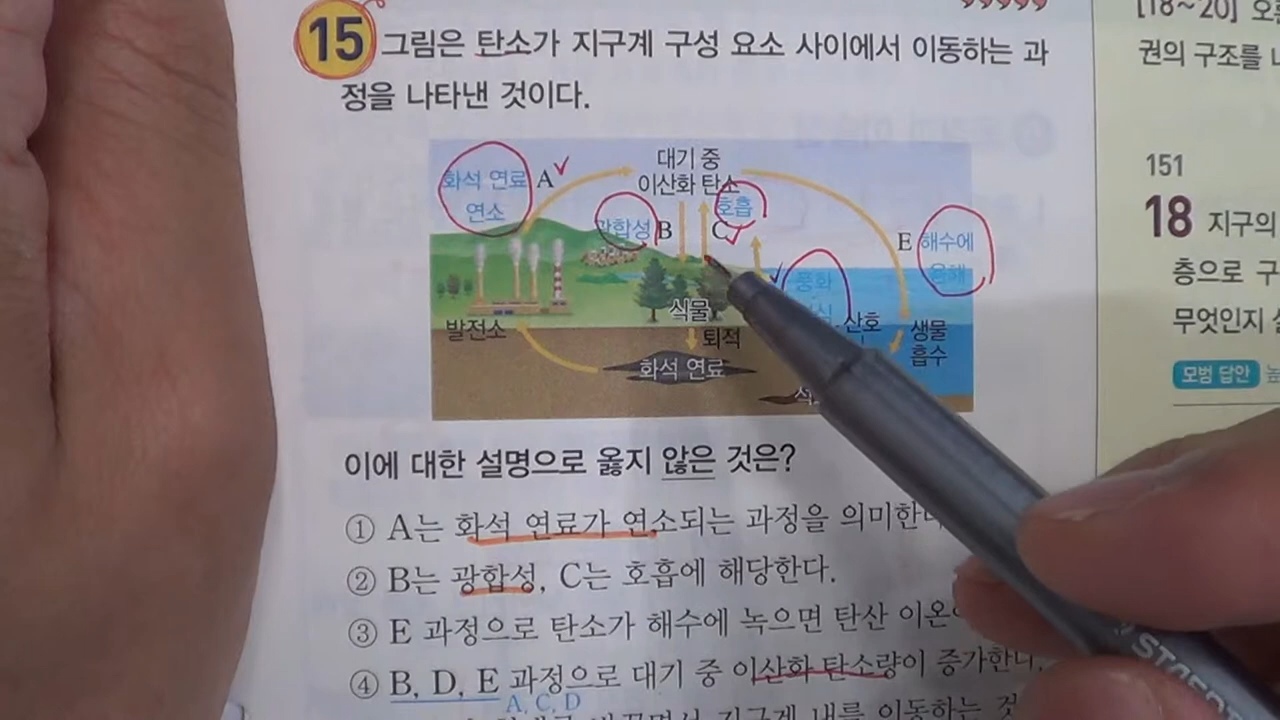 15 그림은 탄소가 지구계 구성 요소 사이에서 이동하는 과
정을 나타낸 것이다.
화석 연료
연소
A
대기 중
이산화 탄소
광합성
B
C
호흡
E
해수에
용해
풍화
발전소
식물
퇴적
화석 연료
산호
생물
흡수
이에 대한 설명으로 옳지 않은 것은?
① A는 화석 연료가 연소되는 과정을 의미한
② B는 광합성, C는 호흡에 해당한다.
③ E 과정으로 탄소가 해수에 녹으면 탄산
④ B, D, E 과정으로 대기 중 이산화 탄소량이 증가한다.
A, C, D
[18~20]
권의 구조를
151
18 지구의
층으로 구
무엇인지
모범 답안
STAEDT